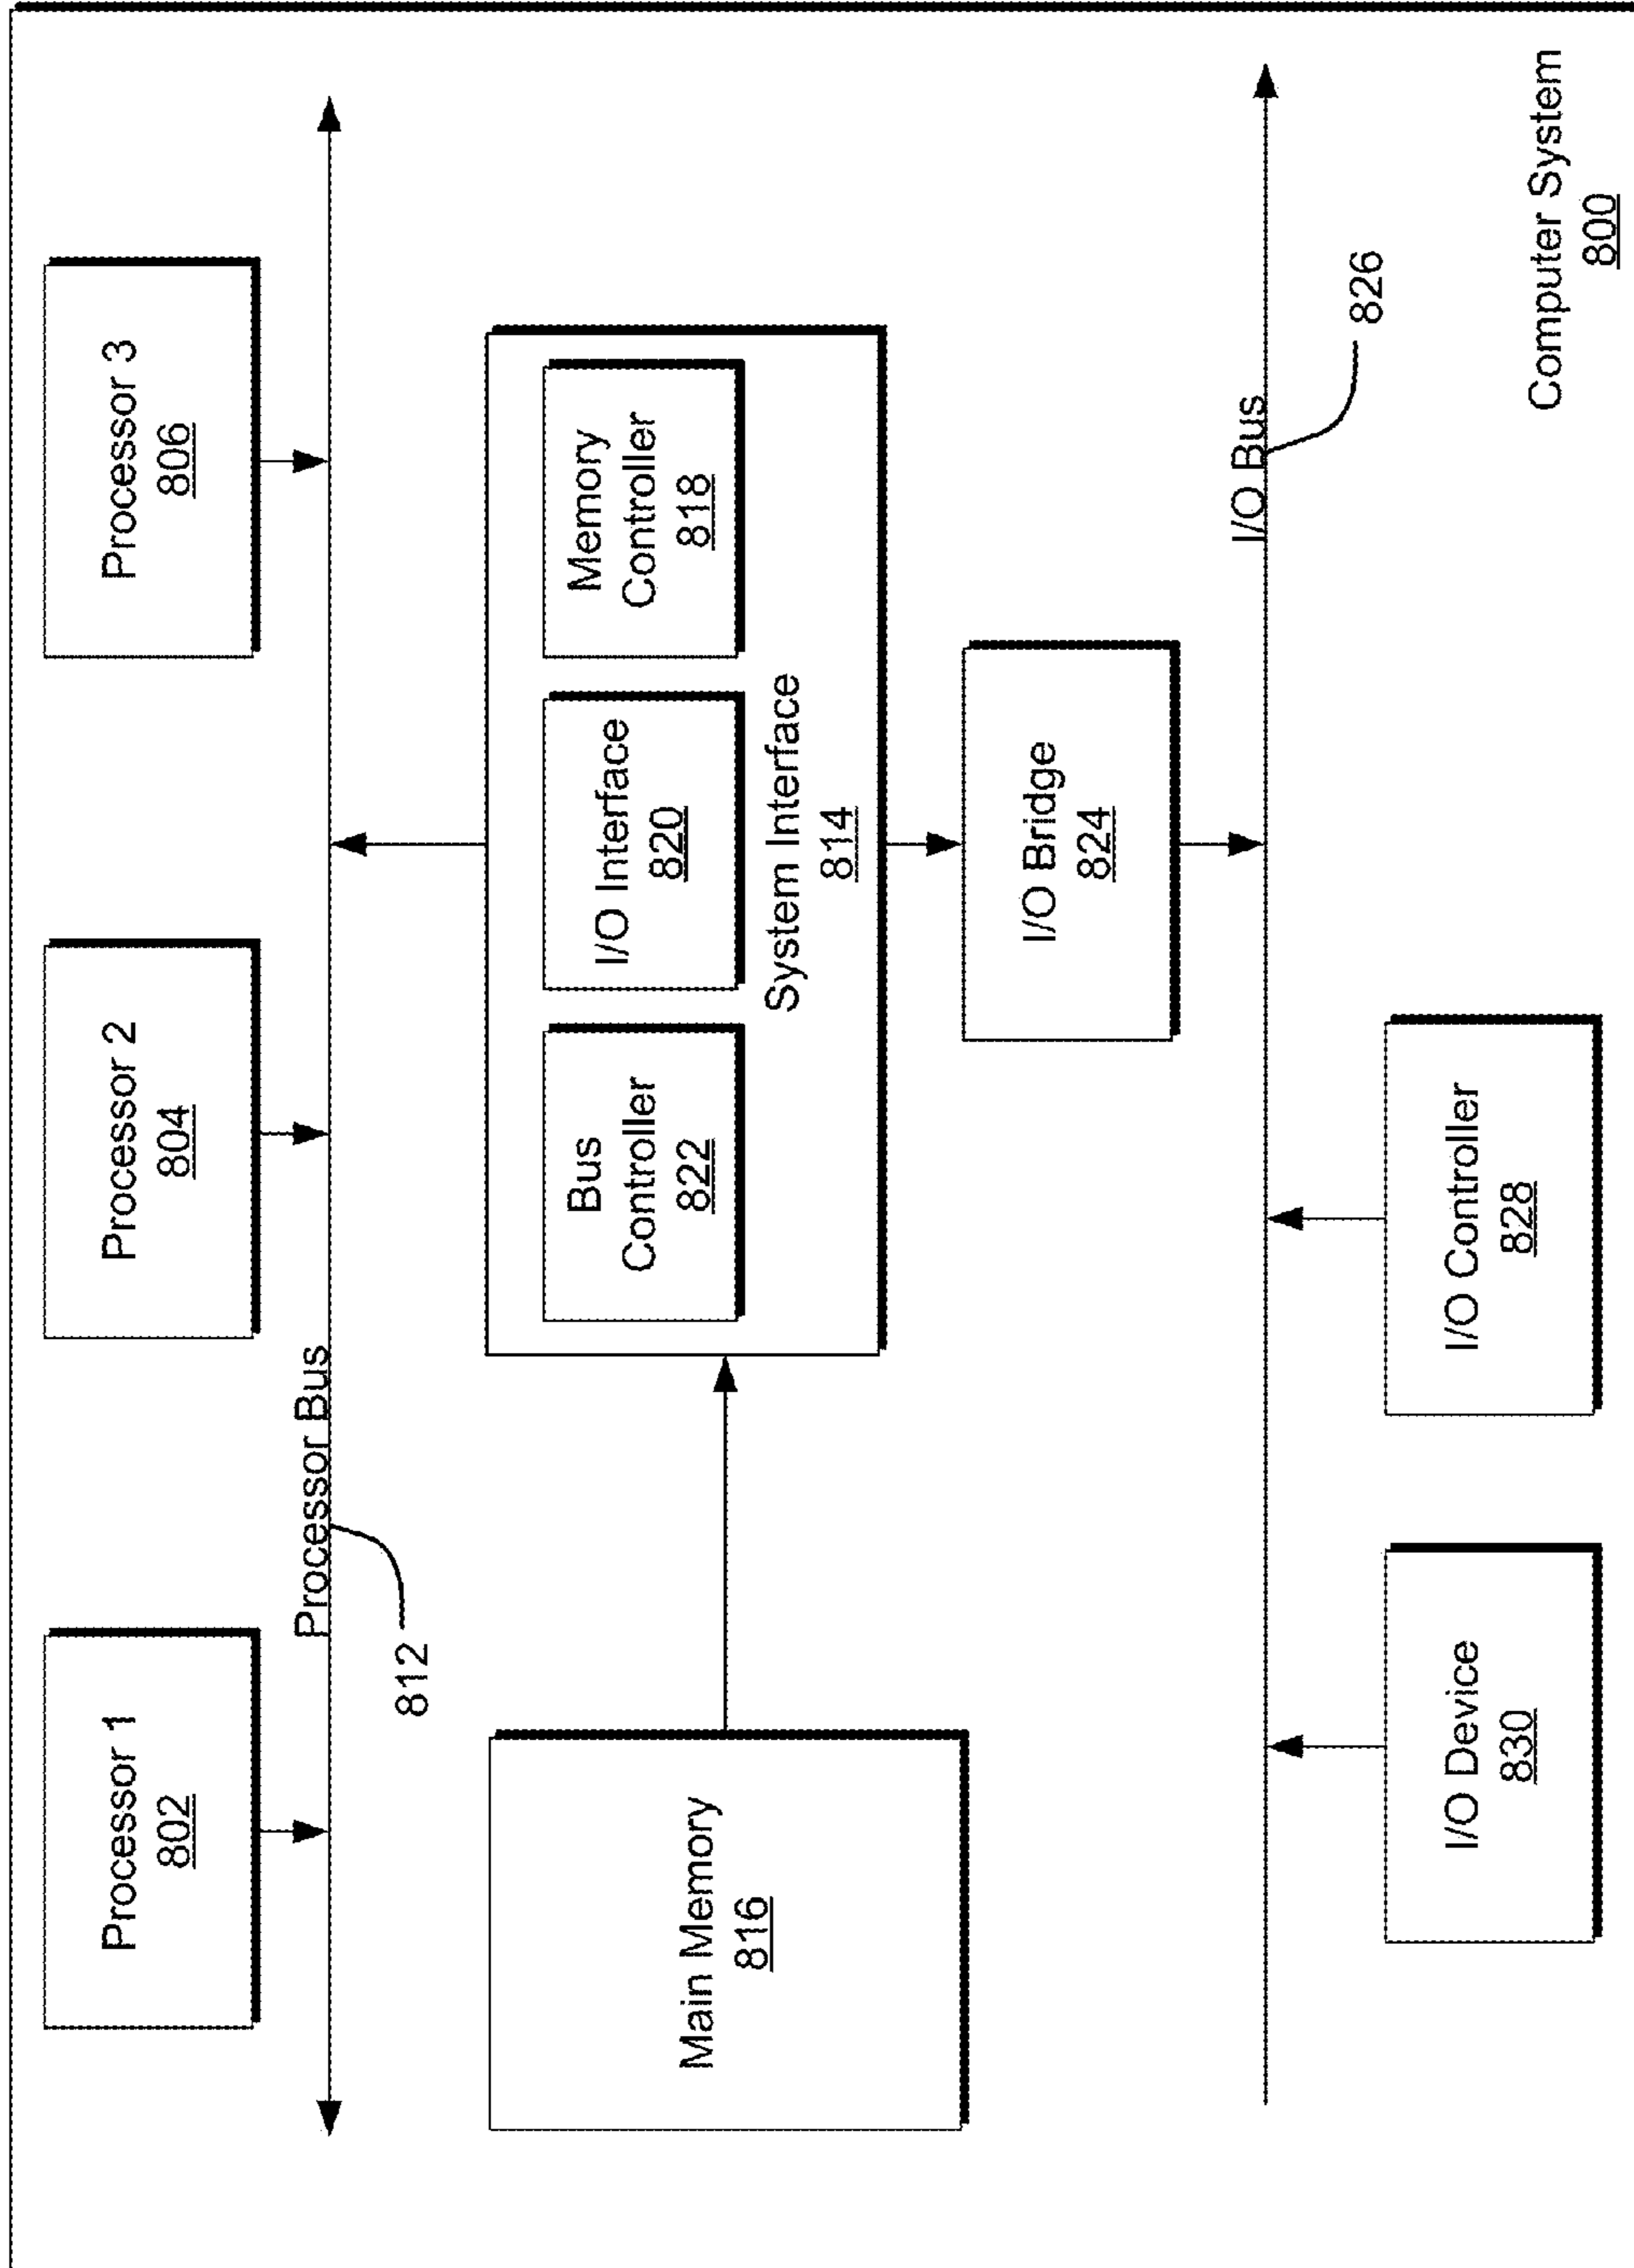 Processor 1
802
Processor 2
804
Processor 3
806
Processor Bus
812
Main Memory
816
Bus
Controller
822
I/O Interface
820
Memory
Controller
818
System Interface
814
I/O Bridge
824
I/O Bus
826
I/O Device
830
I/O Controller
828
Computer System
800